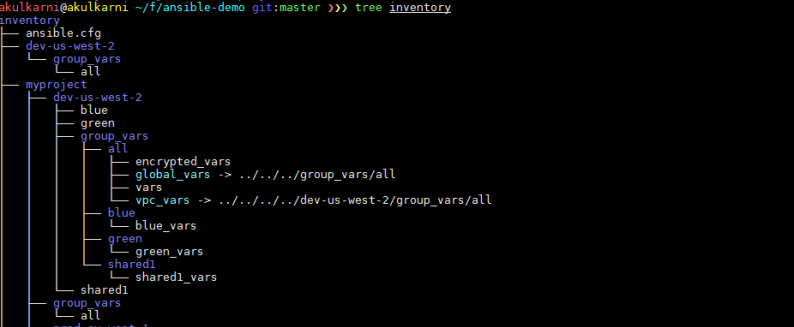 akulkarni@akulkarni ~/f/ansible-demo git:master ❯❯❯ tree inventory
inventory
├── ansible.cfg
├── dev-us-west-2
│   └── group_vars
│       └── all
├── myproject
│   ├── dev-us-west-2
│   │   ├── blue
│   │   ├── green
│   │   ├── group_vars
│   │   │   ├── all
│   │   │   │   ├── encrypted_vars
│   │   │   │   ├── global_vars -> ../../../group_vars/all
│   │   │   │   ├── vars
│   │   │   │   └── vpc_vars -> ../../../../dev-us-west-2/group_vars/all
│   │   │   ├── blue
│   │   │   │   └── blue_vars
│   │   │   ├── green
│   │   │   │   └── green_vars
│   │   │   └── shared1
│   │   │       └── shared1_vars
│   │   └── shared1
│   ├── group_vars
│   │   └── all